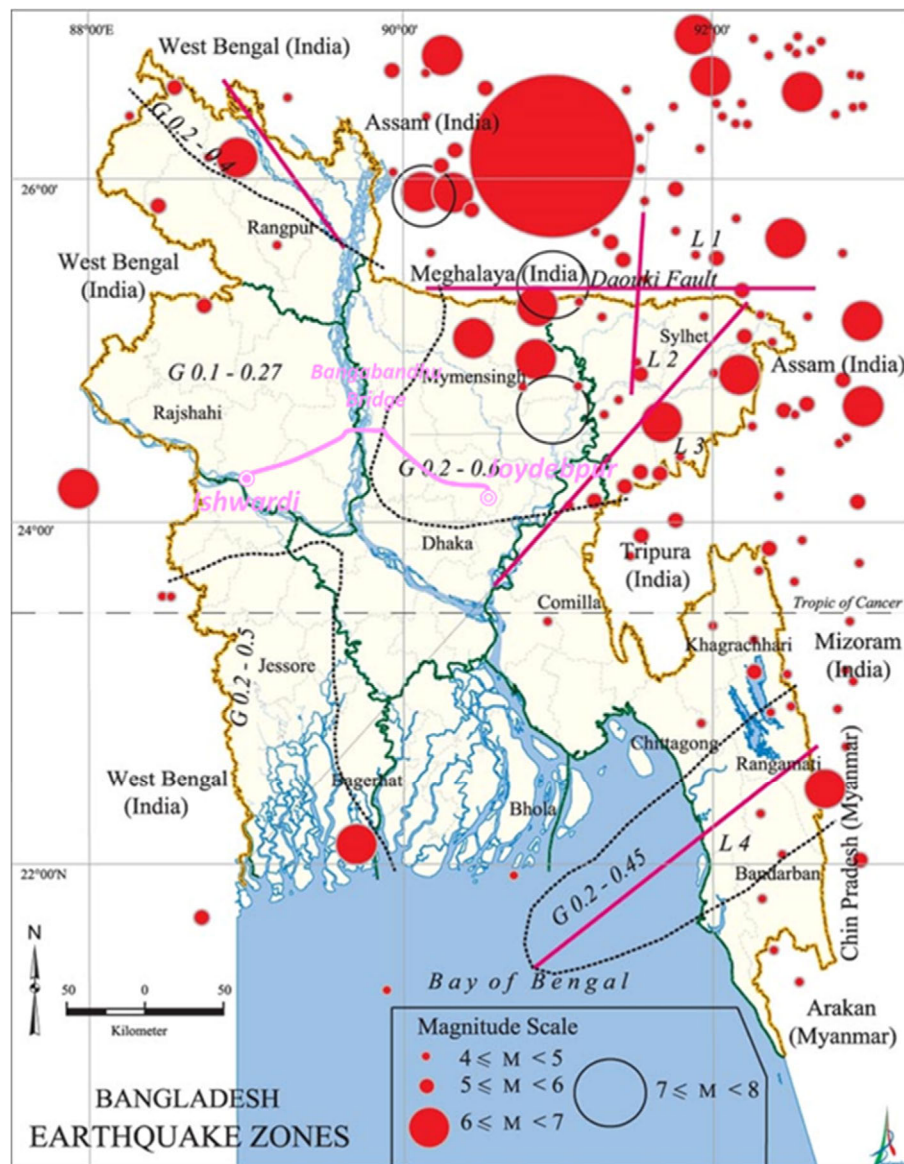 88°00'E
90°00'
92°00'
West Bengal (India)
G 0.2 - 0.4
Assam (India)
26°00'
Rangpur
West Bengal
(India)
Meghalaya (India)
L 1
Daouki Fault
Sylhet
L 2
Assam (India)
G 0.1 - 0.27
Bangabandhu
Bridge
Mymensingh
Rajshahi
G 0.2 - 0.6
Joydebpur
L 3
Ishwardi
24°00'
Dhaka
Tripura
(India)
Comilla
Tropic of Cancer
Khagrachhari
Mizoram
(India)
G 0.2 - 0.5
Jessore
Chittagong
Rangamati
West Bengal
(India)
Bagerhat
Bhola
Chin Pradesh (Myanmar)
L 4
22°00'N
G 0.2 - 0.45
Bandarban
N
Bay of Bengal
50 0 50
Kilometer
Arakan
(Myanmar)
Magnitude Scale
4 ⩽ M < 5
5 ⩽ M < 6
6 ⩽ M < 7
7 ⩽ M < 8
BANGLADESH
EARTHQUAKE ZONES